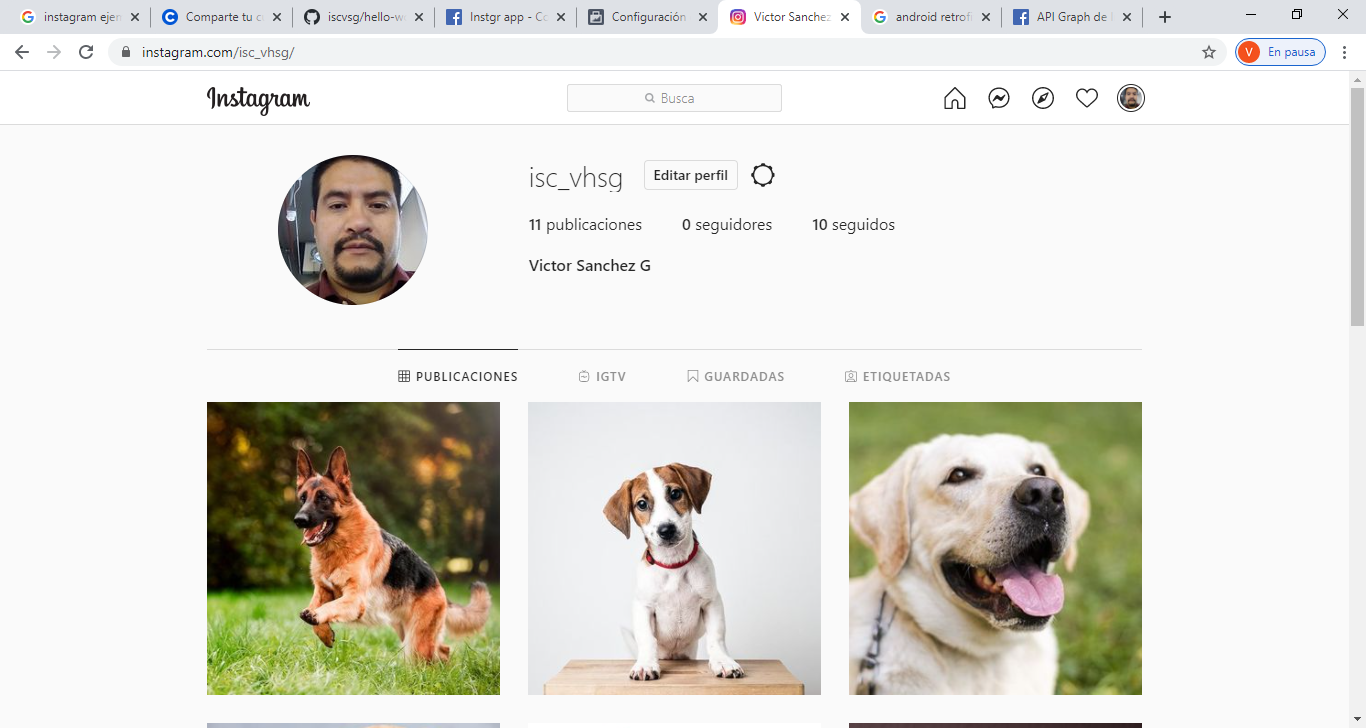 instagram ejem
Comparte tu c
iscvsg/hello-w
Instgr app - Co
Configuración
Victor Sanchez
android retrofi
API Graph de
instagram.com/isc_vhsg/
V
En pausa
Instagram
Busca
isc_vhsg
Editar perfil
11 publicaciones
0 seguidores
10 seguidos
Victor Sanchez G
PUBLICACIONES
IGTV
GUARDADAS
ETIQUETADAS